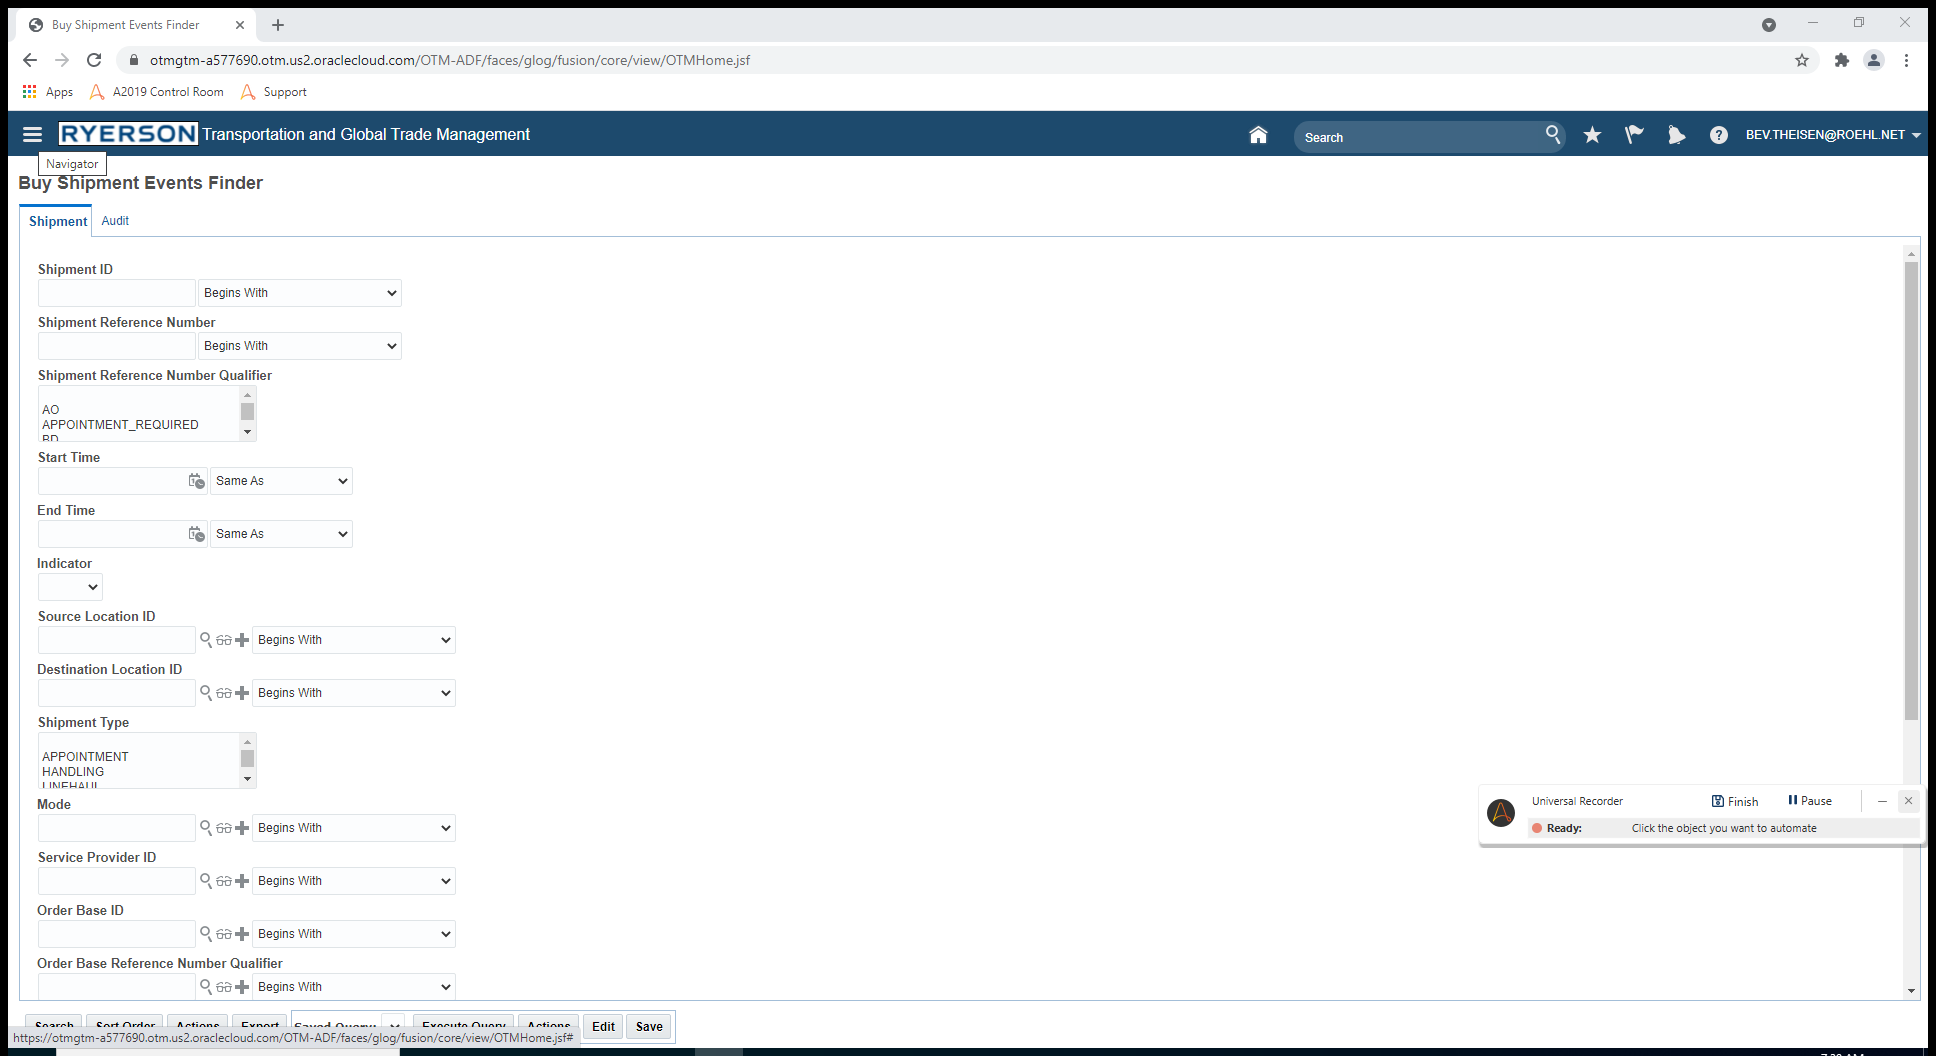 Buy Shipment Events Finder
otmgtm-a577690.otm.us2.oraclecloud.com/OTM-ADF/faces/glog/fusion/core/view/OTMHome.jsf
Apps A2019 Control Room Support
RYERSON Transportation and Global Trade Management Search BEV.THEISEN@ROEHL.NET
Navigator
Buy Shipment Events Finder
Shipment Audit
Shipment ID
Begins With
Shipment Reference Number
Begins With
Shipment Reference Number Qualifier
AO
APPOINTMENT_REQUIRED
BD
Start Time
Same As
End Time
Same As
Indicator
Source Location ID
Begins With
Destination Location ID
Begins With
Shipment Type
APPOINTMENT
HANDLING
LINEHAUL
Mode
Begins With
Service Provider ID
Begins With
Order Base ID
Begins With
Order Base Reference Number Qualifier
Begins With
Universal Recorder Finish Pause
Ready: Click the object you want to automate
Search Sort Order Actions Export Saved Query Execute Query Actions Edit Save
https://otmgtm-a577690.otm.us2.oraclecloud.com/OTM-ADF/faces/glog/fusion/core/view/OTMHome.jsf#